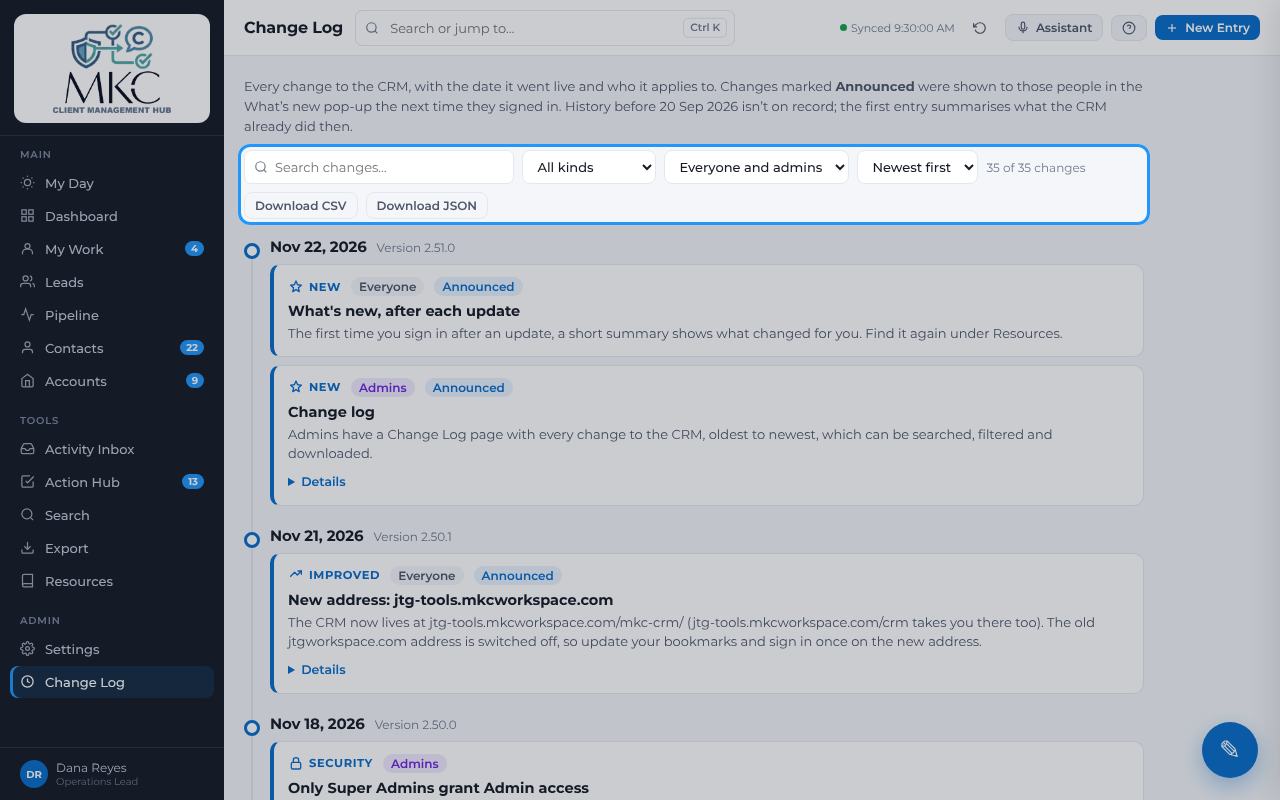 MKC
CLIENT MANAGEMENT HUB
MAIN
My Day
Dashboard
My Work 4
Leads
Pipeline
Contacts 22
Accounts 9
TOOLS
Activity Inbox
Action Hub 13
Search
Export
Resources
ADMIN
Settings
Change Log
DR Dana Reyes
Operations Lead
Change Log Search or jump to... Ctrl K Synced 9:30:00 AM Assistant New Entry
Every change to the CRM, with the date it went live and who it applies to. Changes marked Announced were shown to those people in the
What's new pop-up the next time they signed in. History before 20 Sep 2026 isn't on record; the first entry summarises what the CRM
already did then.
Search changes... All kinds Everyone and admins Newest first 35 of 35 changes
Download CSV Download JSON
Nov 22, 2026 Version 2.51.0
NEW Everyone Announced
What's new, after each update
The first time you sign in after an update, a short summary shows what changed for you. Find it again under Resources.
NEW Admins Announced
Change log
Admins have a Change Log page with every change to the CRM, oldest to newest, which can be searched, filtered and
downloaded.
Details
Nov 21, 2026 Version 2.50.1
IMPROVED Everyone Announced
New address: jtg-tools.mkcworkspace.com
The CRM now lives at jtg-tools.mkcworkspace.com/mkc-crm/ (jtg-tools.mkcworkspace.com/crm takes you there too). The old
jtgworkspace.com address is switched off, so update your bookmarks and sign in once on the new address.
Details
Nov 18, 2026 Version 2.50.0
SECURITY Admins
Only Super Admins grant Admin access